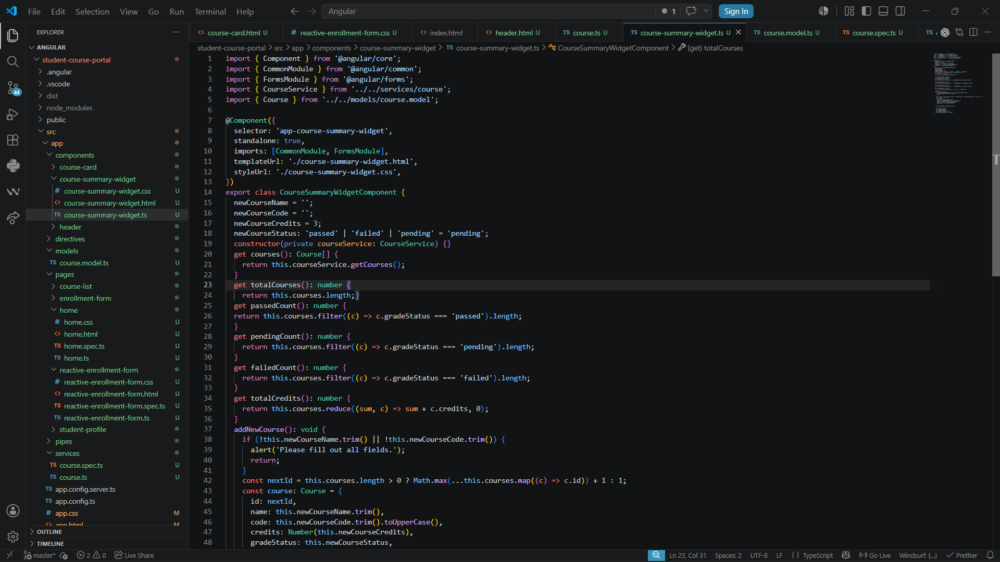 File Edit Selection View Go Run Terminal Help
Angular
1
Sign In
EXPLORER
ANGULAR
student-course-portal
.angular
.vscode
dist
node_modules
public
src
app
components
course-card
course-summary-widget
# course-summary-widget.css U
<> course-summary-widget.html U
TS course-summary-widget.ts U
header
directives
models
TS course.model.ts U
pages
course-list
enrollment-form
home
# home.css U
<> home.html U
TS home.spec.ts U
TS home.ts U
reactive-enrollment-form
# reactive-enrollment-form.css U
<> reactive-enrollment-form.html U
TS reactive-enrollment-form.spec.ts U
TS reactive-enrollment-form.ts U
student-profile
pipes
services
TS course.spec.ts U
TS course.ts U
TS app.config.server.ts
TS app.config.ts
# app.css M
<> app.html M
OUTLINE
TIMELINE
44
<> course-card.html U
# reactive-enrollment-form.css U
<> index.html
<> header.html U
TS course.ts U
TS course-summary-widget.ts U
TS course.model.ts U
TS course.spec.ts U
TS
student-course-portal > src > app > components > course-summary-widget > TS course-summary-widget.ts > CourseSummaryWidgetComponent > (get) totalCourses
1 import { Component } from '@angular/core';
2 import { CommonModule } from '@angular/common';
3 import { FormsModule } from '@angular/forms';
4 import { CourseService } from '../../services/course';
5 import { Course } from '../../models/course.model';
6
7 @Component({
8 selector: 'app-course-summary-widget',
9 standalone: true,
10 imports: [CommonModule, FormsModule],
11 templateUrl: './course-summary-widget.html',
12 styleUrl: './course-summary-widget.css',
13 })
14 export class CourseSummaryWidgetComponent {
15 newCourseName = '';
16 newCourseCode = '';
17 newCourseCredits = 3;
18 newCourseStatus: 'passed' | 'failed' | 'pending' = 'pending';
19 constructor(private courseService: CourseService) {}
20 get courses(): Course[] {
21 return this.courseService.getCourses();
22 }
23 get totalCourses(): number {
24 return this.courses.length;}
25 get passedCount(): number {
26 return this.courses.filter((c) => c.gradeStatus === 'passed').length;
27 }
28 get pendingCount(): number {
29 return this.courses.filter((c) => c.gradeStatus === 'pending').length;
30 }
31 get failedCount(): number {
32 return this.courses.filter((c) => c.gradeStatus === 'failed').length;
33 }
34 get totalCredits(): number {
35 return this.courses.reduce((sum, c) => sum + c.credits, 0);
36 }
37 addNewCourse(): void {
38 if (!this.newCourseName.trim() || !this.newCourseCode.trim()) {
39 alert('Please fill out all fields.');
40 return;
41 }
42 const nextId = this.courses.length > 0 ? Math.max(...this.courses.map((c) => c.id)) + 1 : 1;
43 const course: Course = {
44 id: nextId,
45 name: this.newCourseName.trim(),
46 code: this.newCourseCode.trim().toUpperCase(),
47 credits: Number(this.newCourseCredits),
48 gradeStatus: this.newCourseStatus,
master* 2 0 Live Share
Ln 23, Col 31 Spaces: 2 UTF-8 LF { } TypeScript Go Live Windsurf: {...} Prettier